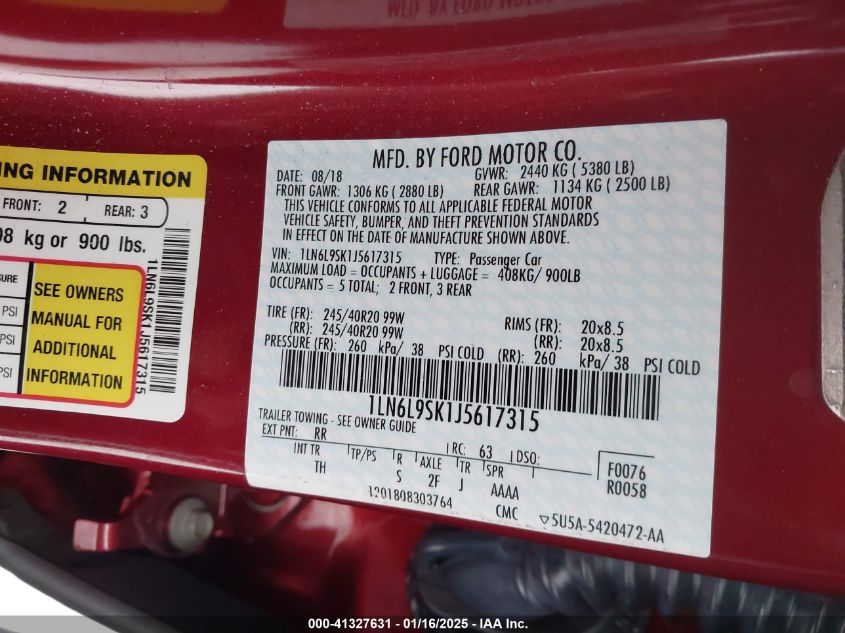 MFD. BY FORD MOTOR CO.
DATE: 08/18 GVWR: 2440 KG ( 5380 LB)
FRONT GAWR: 1306 KG ( 2880 LB) REAR GAWR: 1134 KG ( 2500 LB)
THIS VEHICLE CONFORMS TO ALL APPLICABLE FEDERAL MOTOR
VEHICLE SAFETY, BUMPER, AND THEFT PREVENTION STANDARDS
IN EFFECT ON THE DATE OF MANUFACTURE SHOWN ABOVE.
VIN: 1LN6L9SK1J5617315 TYPE: Passenger Car
MAXIMUM LOAD = OCCUPANTS + LUGGAGE = 408KG/ 900LB
OCCUPANTS = 5 TOTAL; 2 FRONT, 3 REAR
TIRE (FR): 245/40R20 99W RIMS (FR): 20x8.5
(RR): 245/40R20 99W (RR): 20x8.5
PRESSURE (FR): 260 kPa/ 38 PSI COLD (RR): 260 kPa/ 38 PSI COLD
1LN6L9SK1J5617315
TRAILER TOWING - SEE OWNER GUIDE
EXT PNT: RR RC: 63 DSO: F0076
INT TR TP/PS R AXLE TR SPR R0058
TH S 2F J AAAA
1201808303764 CMC ▽5U5A-5420472-AA
NG INFORMATION
FRONT: 2 REAR: 3
08 kg or 900 lbs.
SURE
PSI
PSI
PSI
SEE OWNERS
MANUAL FOR
ADDITIONAL
INFORMATION
1LN6L9SK1J5617315
000-41327631 - 01/16/2025 - IAA Inc.